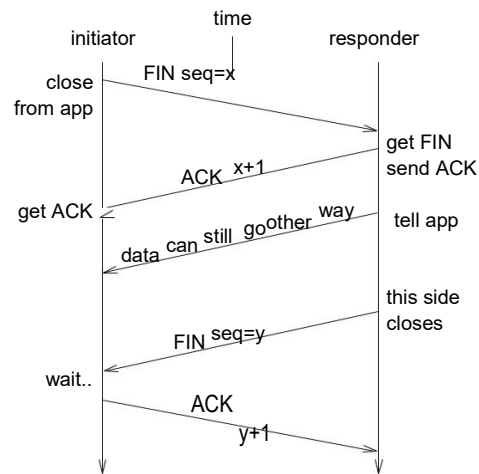 time
initiator
responder
close
from app
FIN seq=x
get FIN
send ACK
ACK x+1
get ACK
tell app
data can still go other way
this side
closes
FIN seq=y
wait..
ACK
y+1